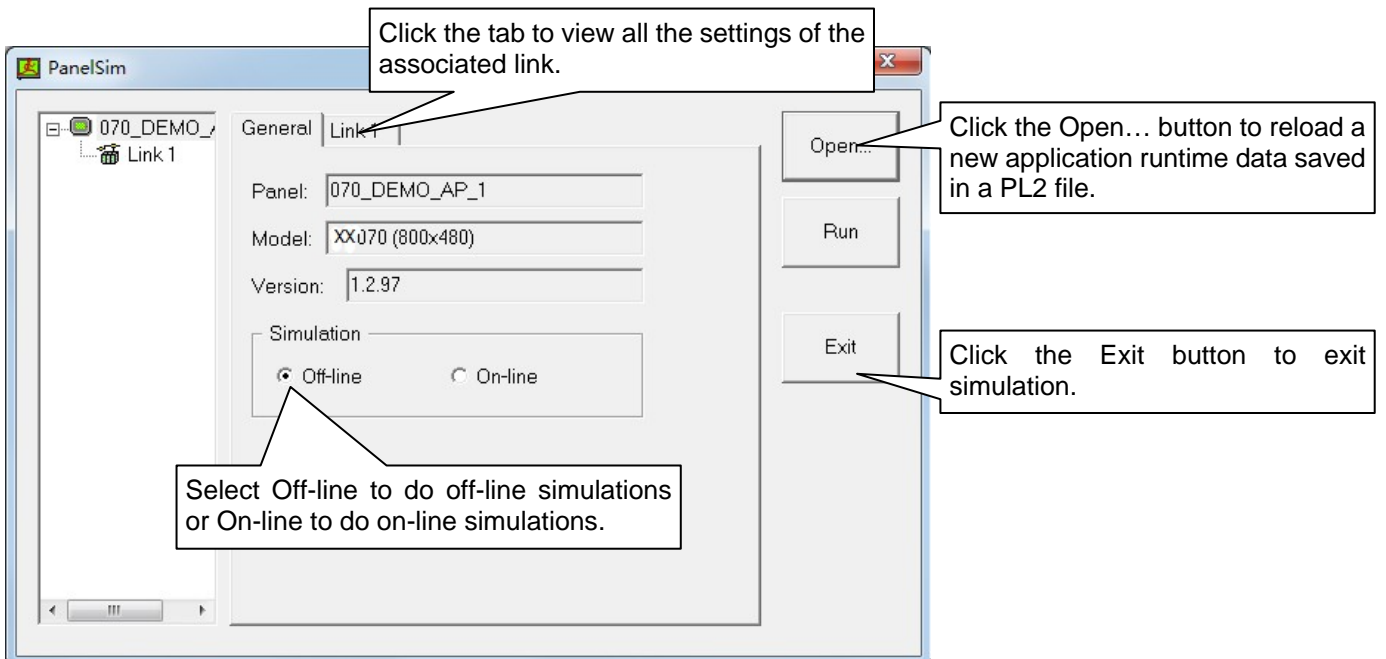 Click the tab to view all the settings of the
associated link.
PanelSim
070_DEMO_A
Link 1
General
Link 1
Panel: 070_DEMO_AP_1
Model: XX070 (800x480)
Version: 1.2.97
Simulation
Off-line
On-line
Open...
Run
Exit
Click the Open… button to reload a
new application runtime data saved
in a PL2 file.
Click the Exit button to exit
simulation.
Select Off-line to do off-line simulations
or On-line to do on-line simulations.